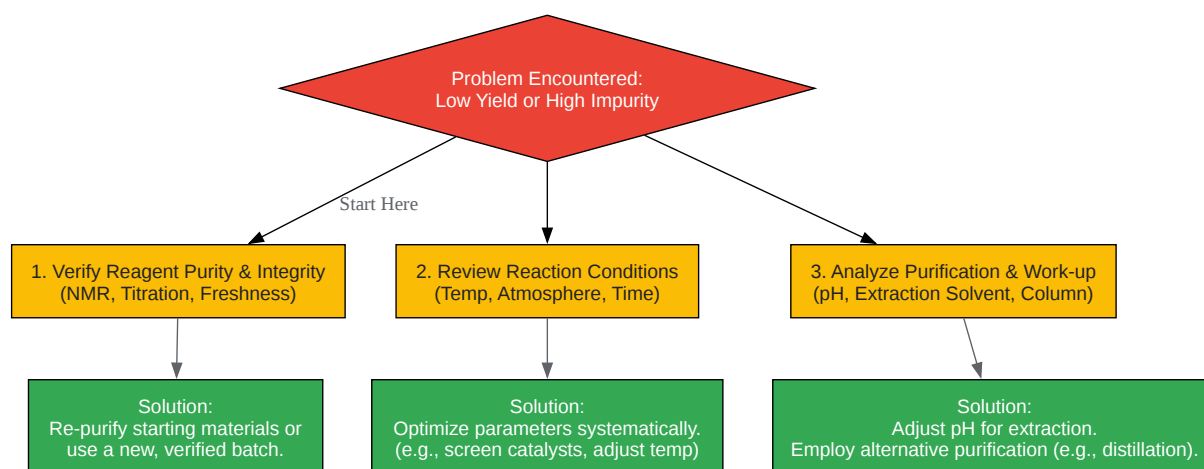 Problem Encountered:
Low Yield or High Impurity
Start Here
1. Verify Reagent Purity & Integrity
(NMR, Titration, Freshness)
2. Review Reaction Conditions
(Temp, Atmosphere, Time)
3. Analyze Purification & Work-up
(pH, Extraction Solvent, Column)
Solution:
Re-purify starting materials or
use a new, verified batch.
Solution:
Optimize parameters systematically.
(e.g., screen catalysts, adjust temp)
Solution:
Adjust pH for extraction.
Employ alternative purification (e.g., distillation).